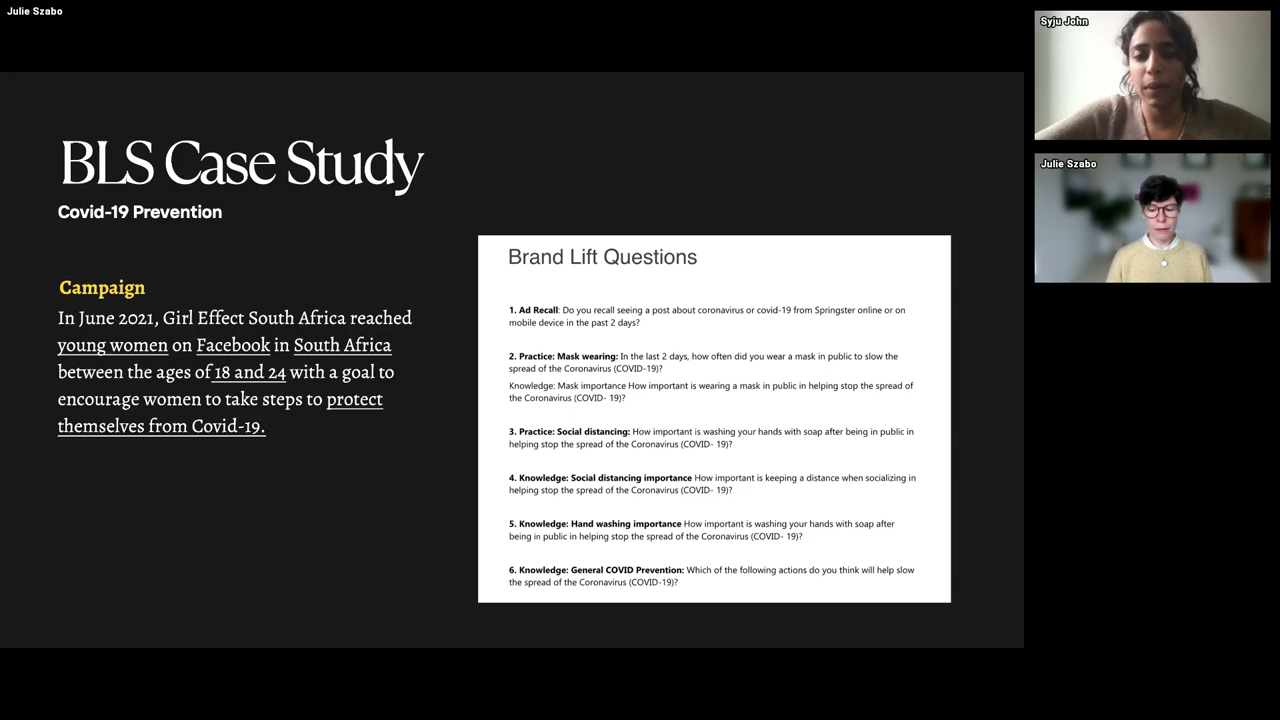 Julie Szabo
Syju John
Julie Szabo
BLS Case Study
Covid-19 Prevention
Campaign
In June 2021, Girl Effect South Africa reached
young women on Facebook in South Africa
between the ages of 18 and 24 with a goal to
encourage women to take steps to protect
themselves from Covid-19.
Brand Lift Questions
1. Ad Recall: Do you recall seeing a post about coronavirus or covid-19 from Springster online or on
mobile device in the past 2 days?
2. Practice: Mask wearing: In the last 2 days, how often did you wear a mask in public to slow the
spread of the Coronavirus (COVID-19)?
Knowledge: Mask importance How important is wearing a mask in public in helping stop the spread of
the Coronavirus (COVID- 19)?
3. Practice: Social distancing: How important is washing your hands with soap after being in public in
helping stop the spread of the Coronavirus (COVID- 19)?
4. Knowledge: Social distancing importance How important is keeping a distance when socializing in
helping stop the spread of the Coronavirus (COVID- 19)?
5. Knowledge: Hand washing importance How important is washing your hands with soap after
being in public in helping stop the spread of the Coronavirus (COVID- 19)?
6. Knowledge: General COVID Prevention: Which of the following actions do you think will help slow
the spread of the Coronavirus (COVID-19)?